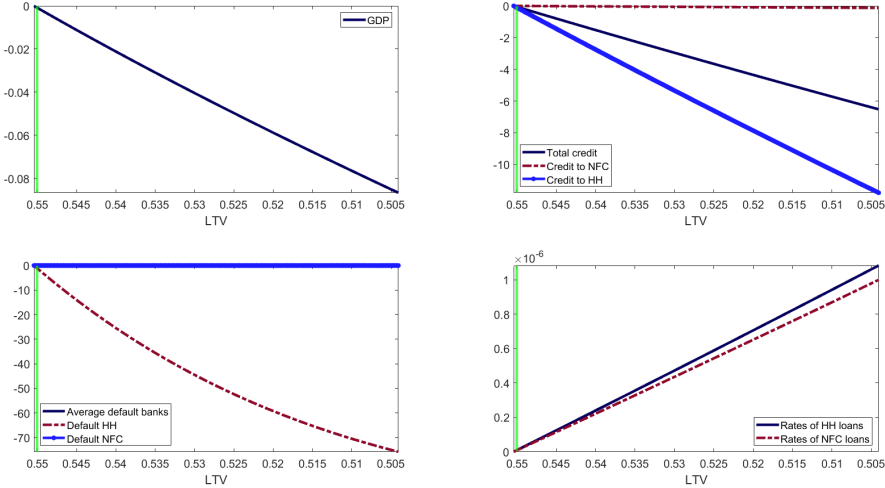 0
-0.02
-0.04
-0.06
-0.08
GDP
0.55 0.545 0.54 0.535 0.53 0.525 0.52 0.515 0.51 0.505
LTV
0
-2
-4
-6
-8
-10
Total credit
Credit to NFC
Credit to HH
0.55 0.545 0.54 0.535 0.53 0.525 0.52 0.515 0.51 0.505
LTV
0
-10
-20
-30
-40
-50
-60
-70
Average default banks
Default HH
Default NFC
0.55 0.545 0.54 0.535 0.53 0.525 0.52 0.515 0.51 0.505
LTV
×10-6
1
0.8
0.6
0.4
0.2
0
Rates of HH loans
Rates of NFC loans
0.55 0.545 0.54 0.535 0.53 0.525 0.52 0.515 0.51 0.505
LTV